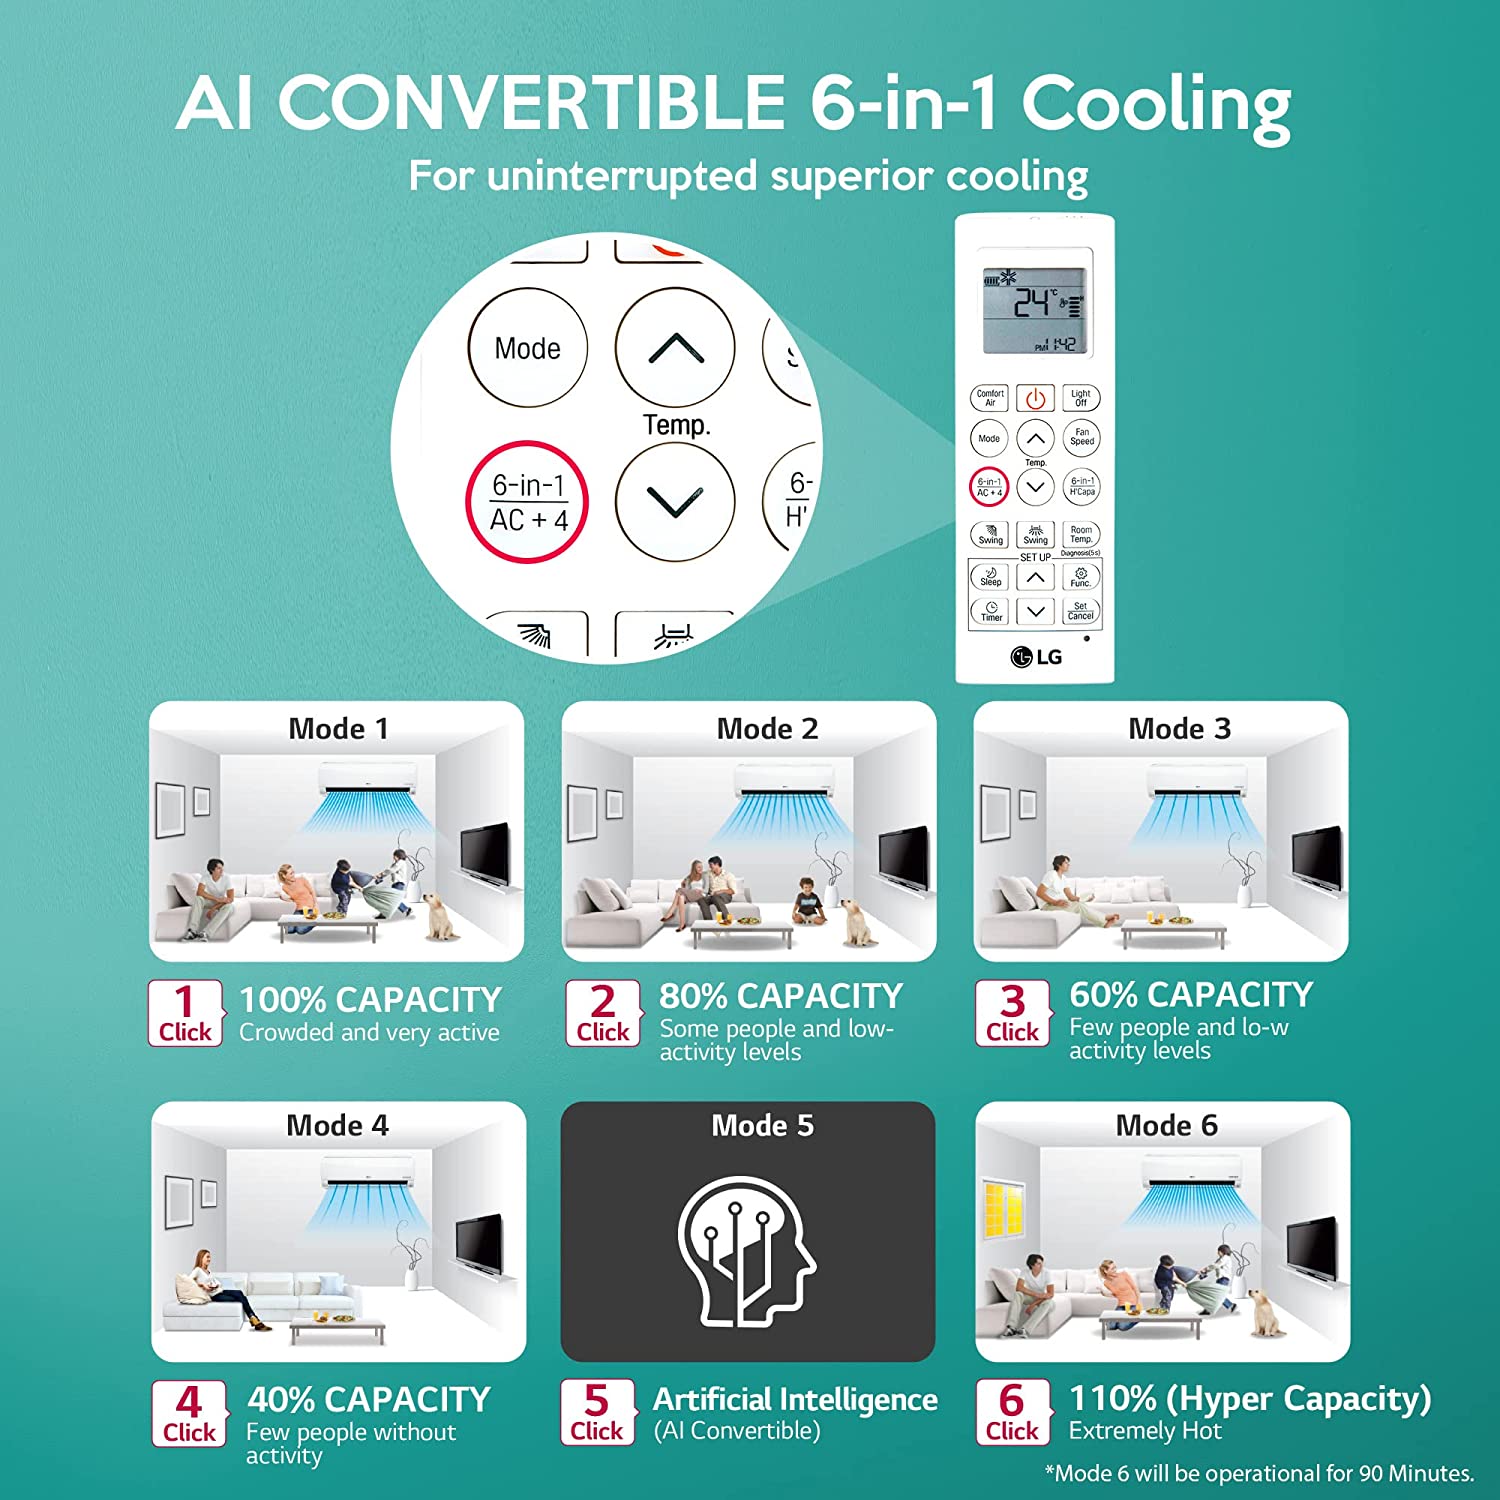 AI CONVERTIBLE 6-in-1 Cooling
For uninterrupted superior cooling
Mode
Temp.
6-in-1
AC + 4
6-
H'
24°C
PM 11:42
Comfort
Air
Light
Off
Mode
Fan
Speed
Temp.
6-in-1
AC + 4
6-in-1
H'Capa
Swing
Swing
Room
Temp.
Diagnosis(5s)
SET UP
Sleep
Func.
Timer
Set
Cancel
LG
Mode 1
Mode 2
Mode 3
1
Click
100% CAPACITY
Crowded and very active
2
Click
80% CAPACITY
Some people and low-
activity levels
3
Click
60% CAPACITY
Few people and lo-w
activity levels
Mode 4
Mode 5
Mode 6
4
Click
40% CAPACITY
Few people without
activity
5
Click
Artificial Intelligence
(AI Convertible)
6
Click
110% (Hyper Capacity)
Extremely Hot
*Mode 6 will be operational for 90 Minutes.